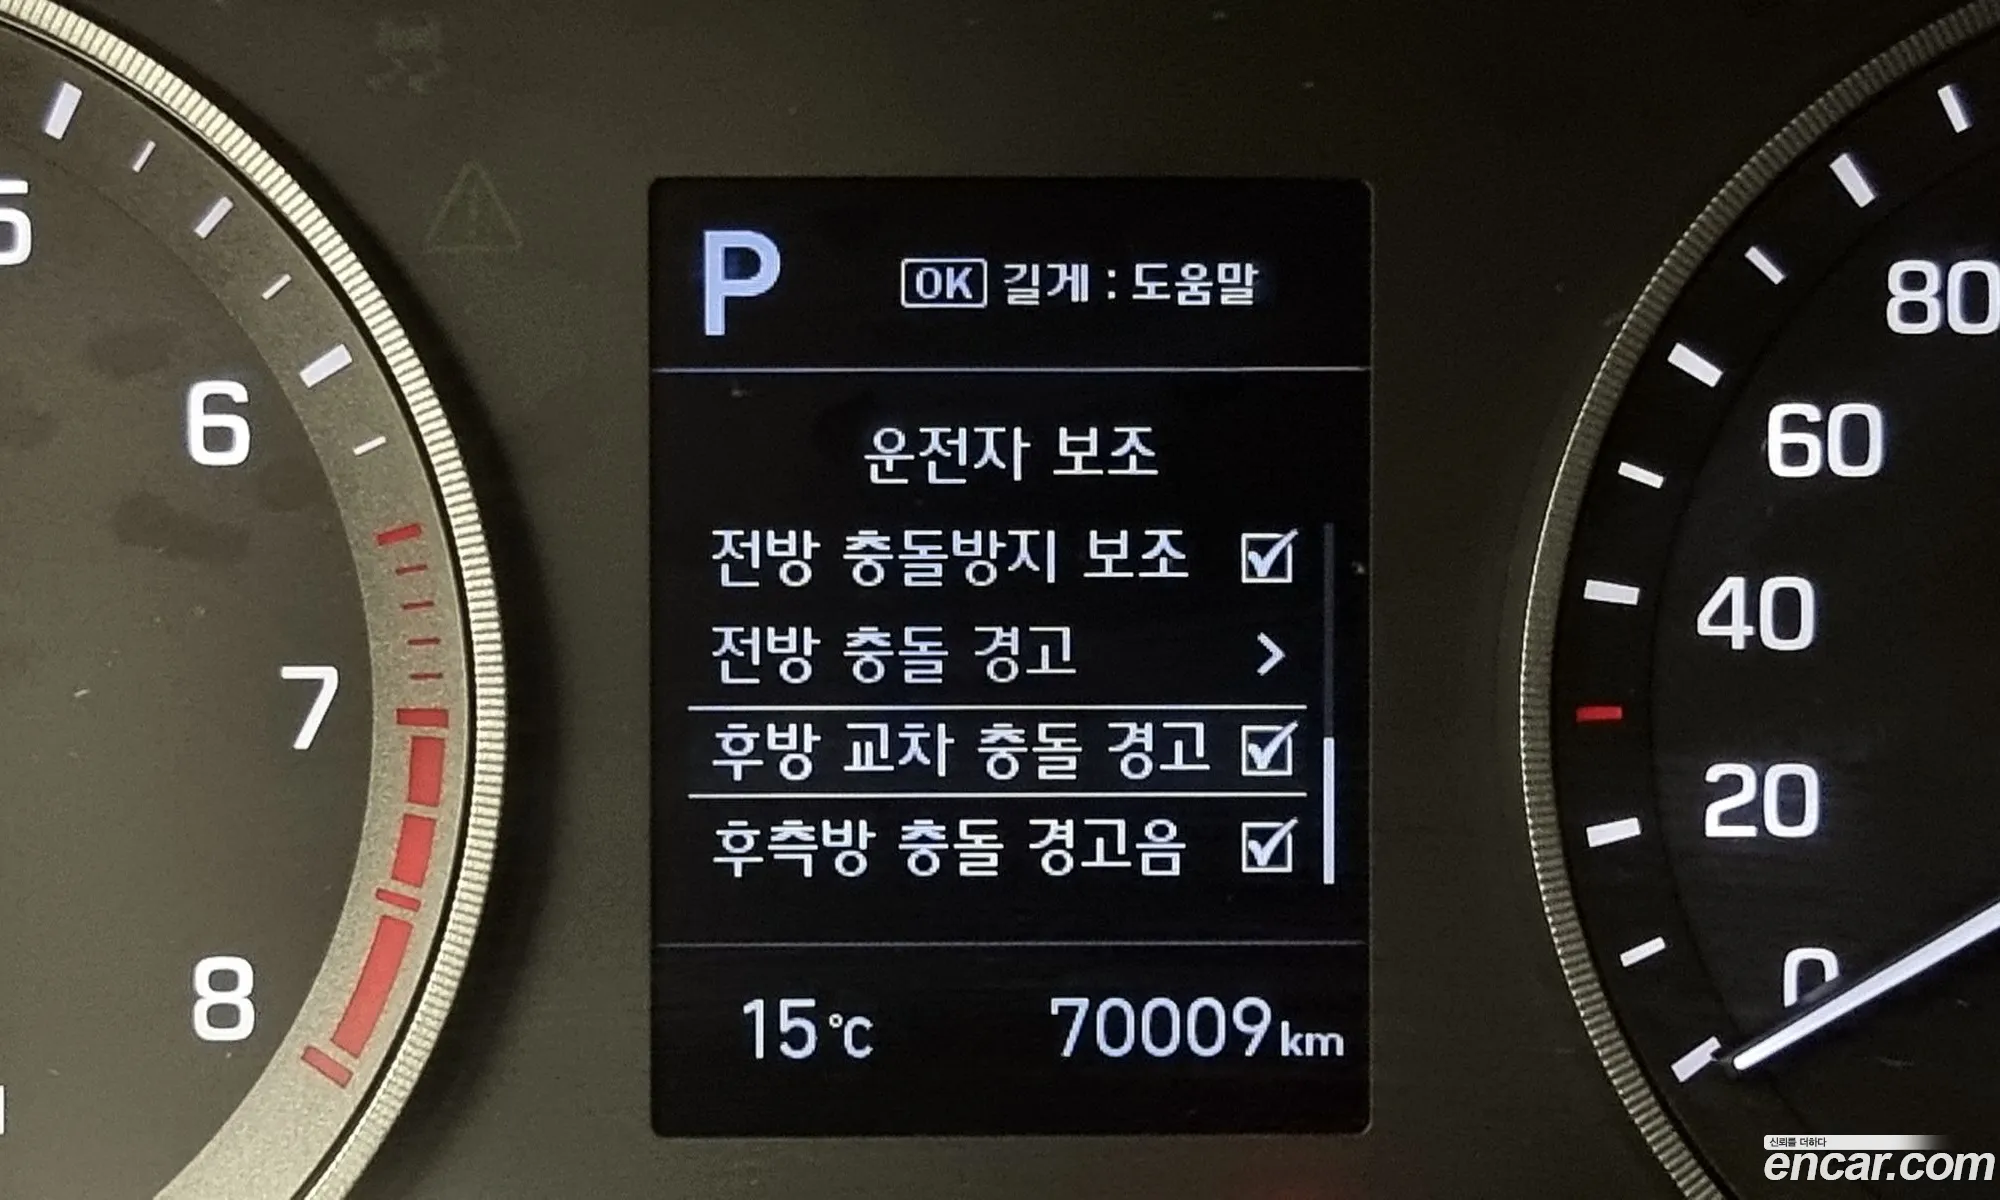 5
6
7
8
P
OK 길게 : 도움말
운전자 보조
전방 충돌방지 보조
전방 충돌 경고 >
후방 교차 충돌 경고
후측방 충돌 경고음
15°C 70009km
80
60
40
20
0
신뢰를 더하다
encar.com